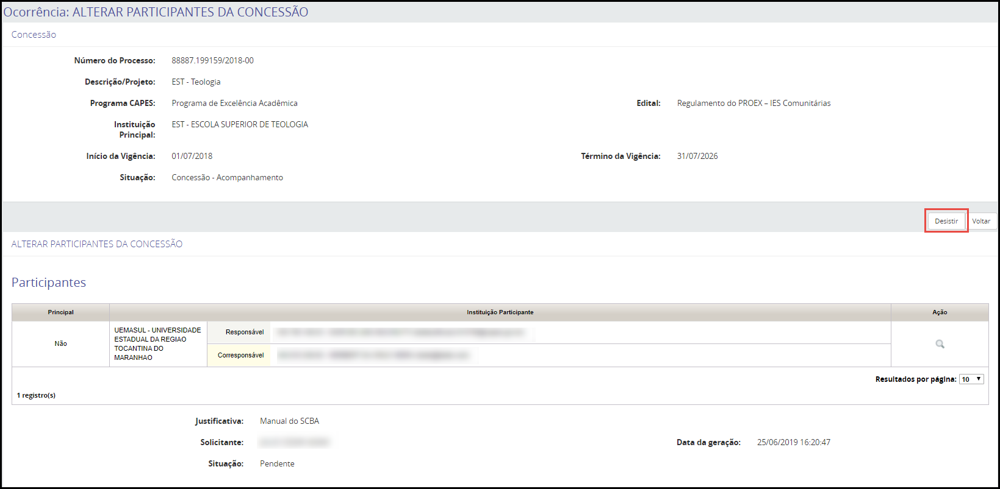 Ocorrência: ALTERAR PARTICIPANTES DA CONCESSÃO
Concessão
Número do Processo: 88887.199159/2018-00
Descrição/Projeto: EST - Teologia
Programa CAPES: Programa de Excelência Acadêmica Edital: Regulamento do PROEX – IES Comunitárias
Instituição Principal: EST - ESCOLA SUPERIOR DE TEOLOGIA
Início da Vigência: 01/07/2018 Término da Vigência: 31/07/2026
Situação: Concessão - Acompanhamento
Desistir Voltar
ALTERAR PARTICIPANTES DA CONCESSÃO
Participantes
Principal Instituição Participante Ação
Não
UEMASUL - UNIVERSIDADE
ESTADUAL DA REGIAO
TOCANTINA DO
MARANHAO
Responsável
Corresponsável
Resultados por página: 10
1 registro(s)
Justificativa: Manual do SCBA
Solicitante: Data da geração: 25/06/2019 16:20:47
Situação: Pendente